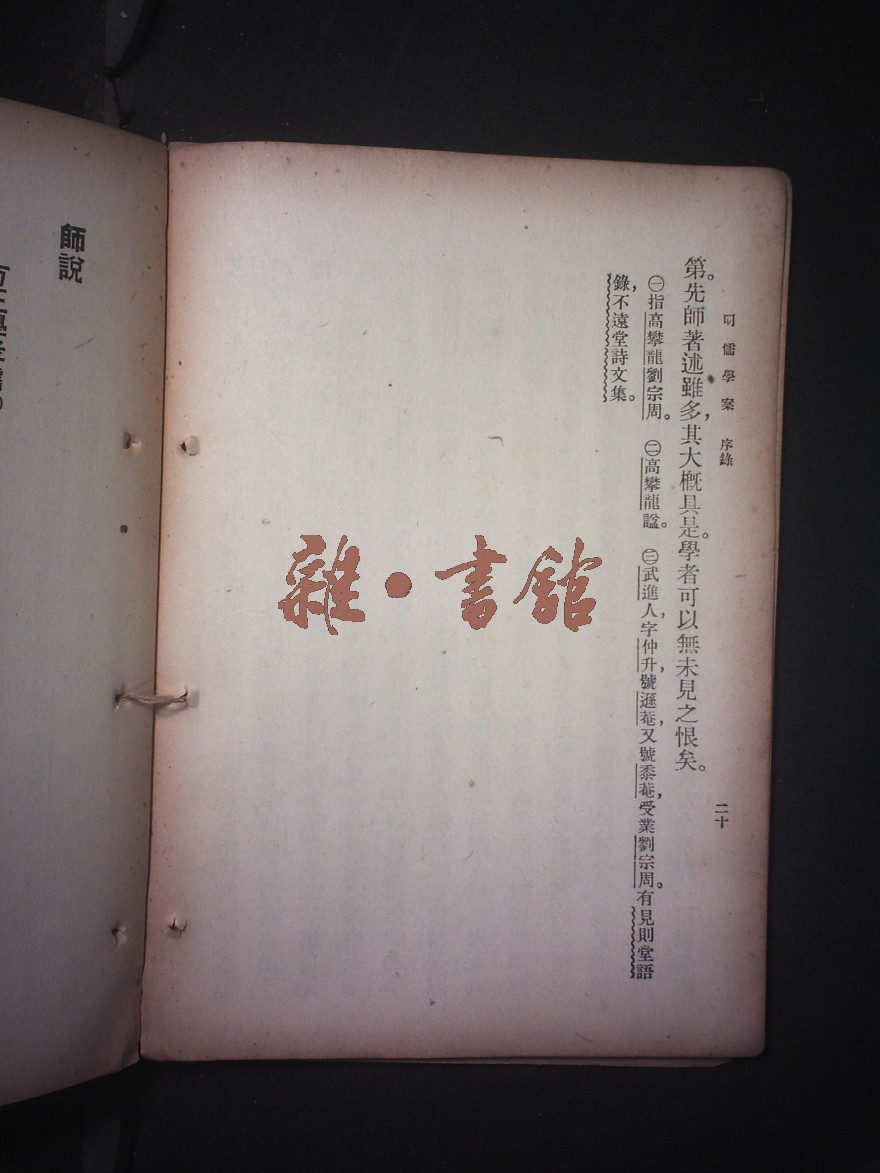 明儒學案　序錄
二十
第。先師著述雖多，其大概具是。學者可以無未見之恨矣。
㊀指高攀龍劉宗周。　㊁高攀龍諡。　㊂武進人，字仲升，號遜菴，又號黍菴，受業劉宗周。有見則堂語
錄，不遠堂詩文集。
雜·書館
師說